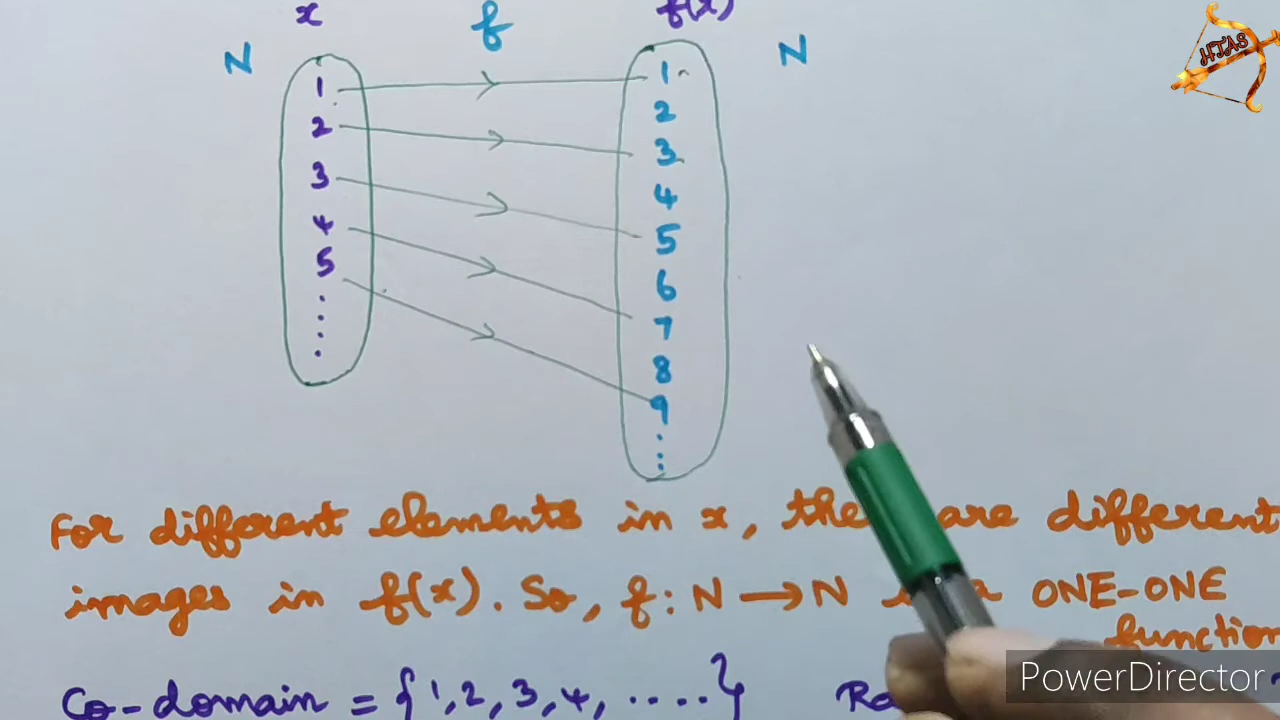 x f f(x)
N N
HTAS
1 1
2 2
3 3
4 4
5 5
6
7
8
9
For different elements in x, are different
images in f(x). So, f : N → N ONE-ONE
function
Co-domain = {1, 2, 3, 4, .....}
PowerDirector